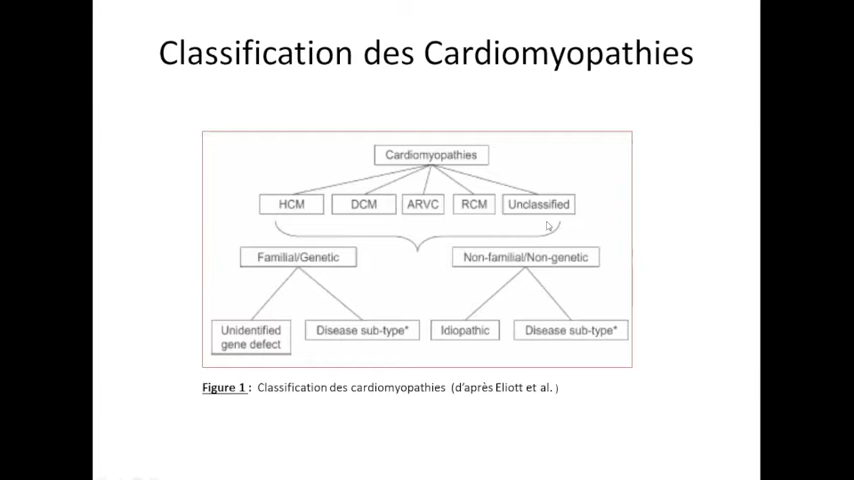 Classification des Cardiomyopathies
Cardiomyopathies
HCM DCM ARVC RCM Unclassified
Familial/Genetic Non-familial/Non-genetic
Unidentified
gene defect
Disease sub-type*
Idiopathic
Disease sub-type*
Figure 1 : Classification des cardiomyopathies (d'après Eliott et al. )